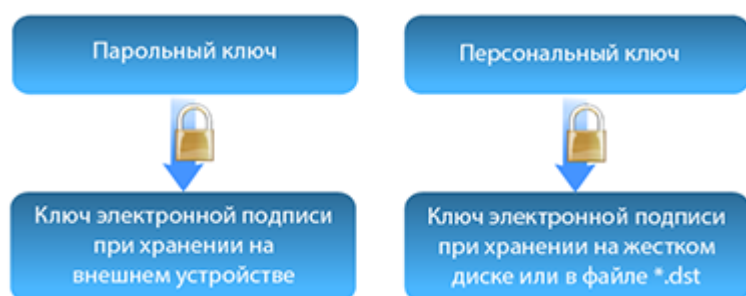 Парольный ключ
Персональный ключ
Ключ электронной подписи
при хранении на
внешнем устройстве
Ключ электронной подписи
при хранении на жестком
диске или в файле *.dst